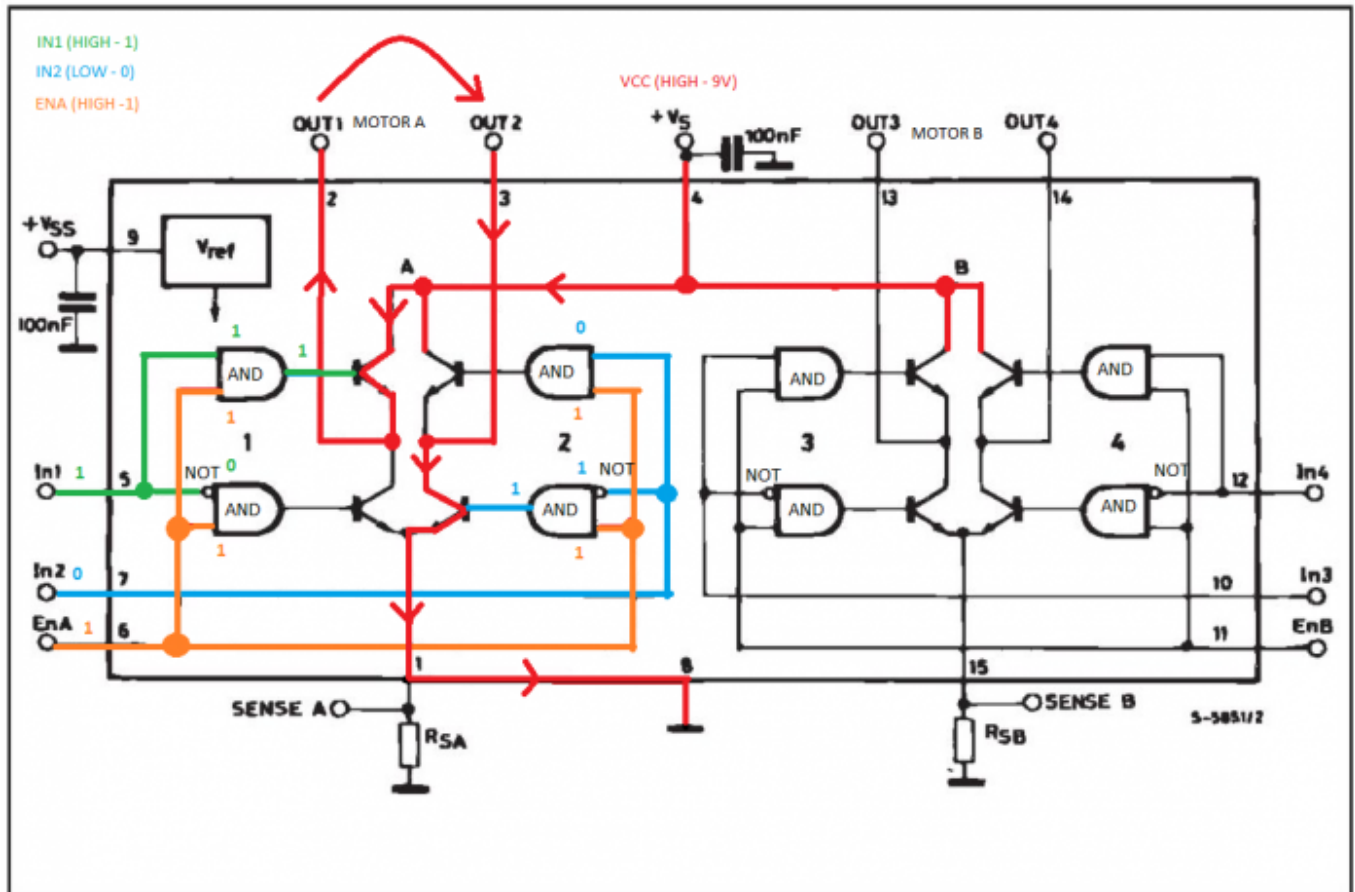 IN1 (HIGH - 1)
IN2 (LOW - 0)
ENA (HIGH -1)
VCC (HIGH - 9V)
OUT1 MOTOR A OUT2
+VS
100nF
OUT3 MOTOR B OUT4
2 3 4 13 14
+VSS
9
Vref
100nF
A B
1 0
1
AND AND AND AND
1 1
1 2 3 4
In1 1 5
NOT 0
1 NOT
NOT
NOT
12 In4
AND 1 AND AND AND
1 1
In2 0 7
10 In3
EnA 1 6
11 EnB
1 8 15
SENSE A
SENSE B
S-5851/2
RSA
RSB